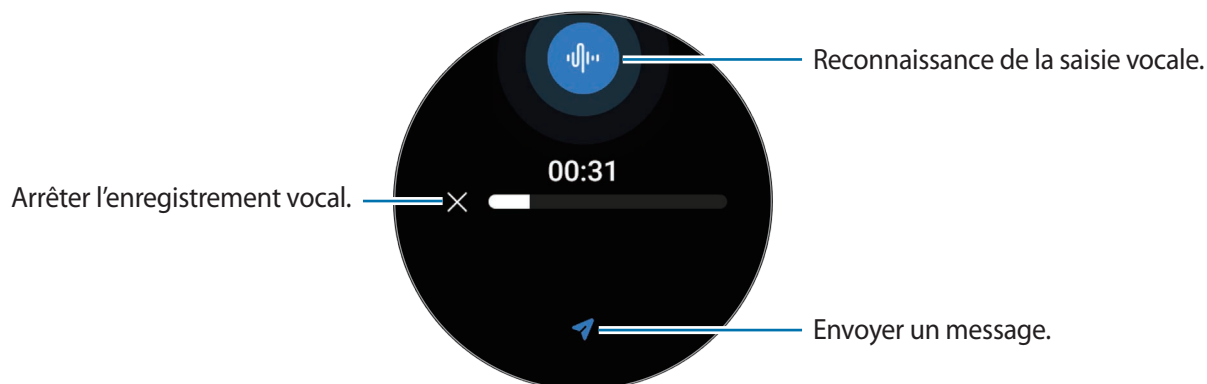 Reconnaissance de la saisie vocale.
00:31
Arrêter l’enregistrement vocal.
Envoyer un message.